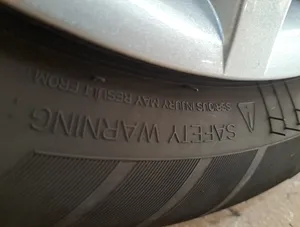 SAFETY WARNING
SERIOUS INJURY MAY RESULT FROM